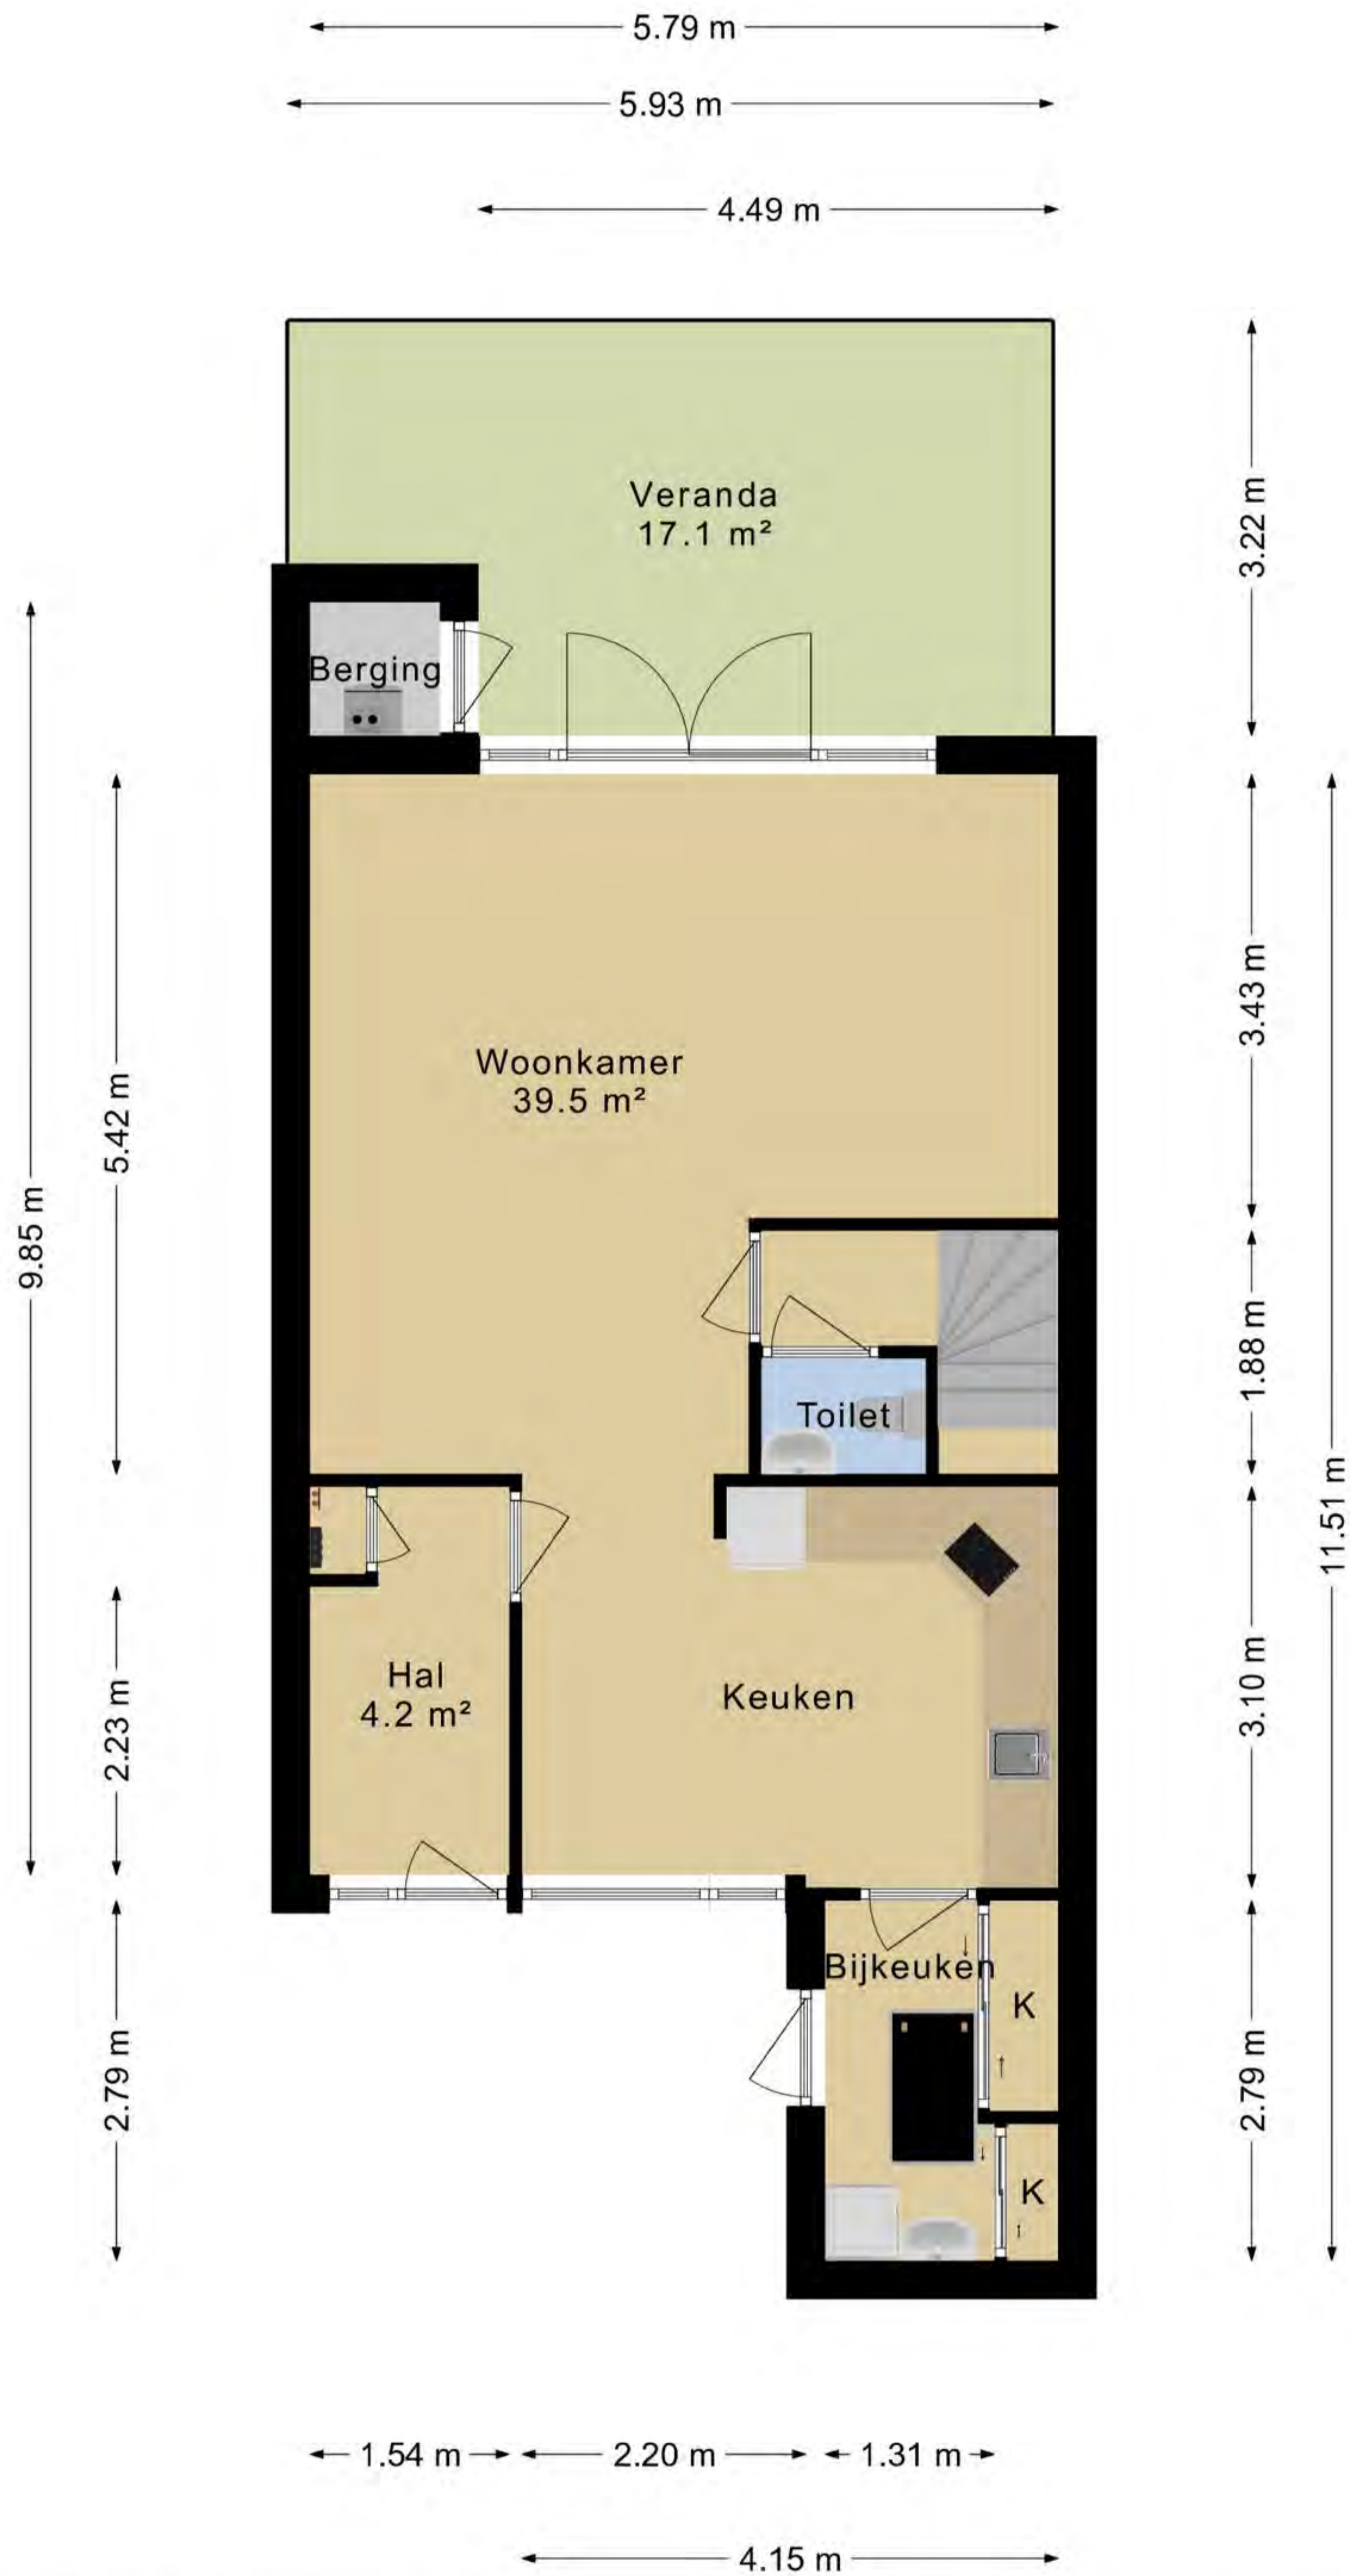 5.79 m
5.93 m
4.49 m
Veranda
17.1 m²
3.22 m
Berging
Woonkamer
39.5 m²
3.43 m
5.42 m
9.85 m
1.88 m
Toilet
11.51 m
Hal
4.2 m²
Keuken
3.10 m
2.23 m
Bijkeuken
K
2.79 m
2.79 m
K
1.54 m
2.20 m
1.31 m
4.15 m